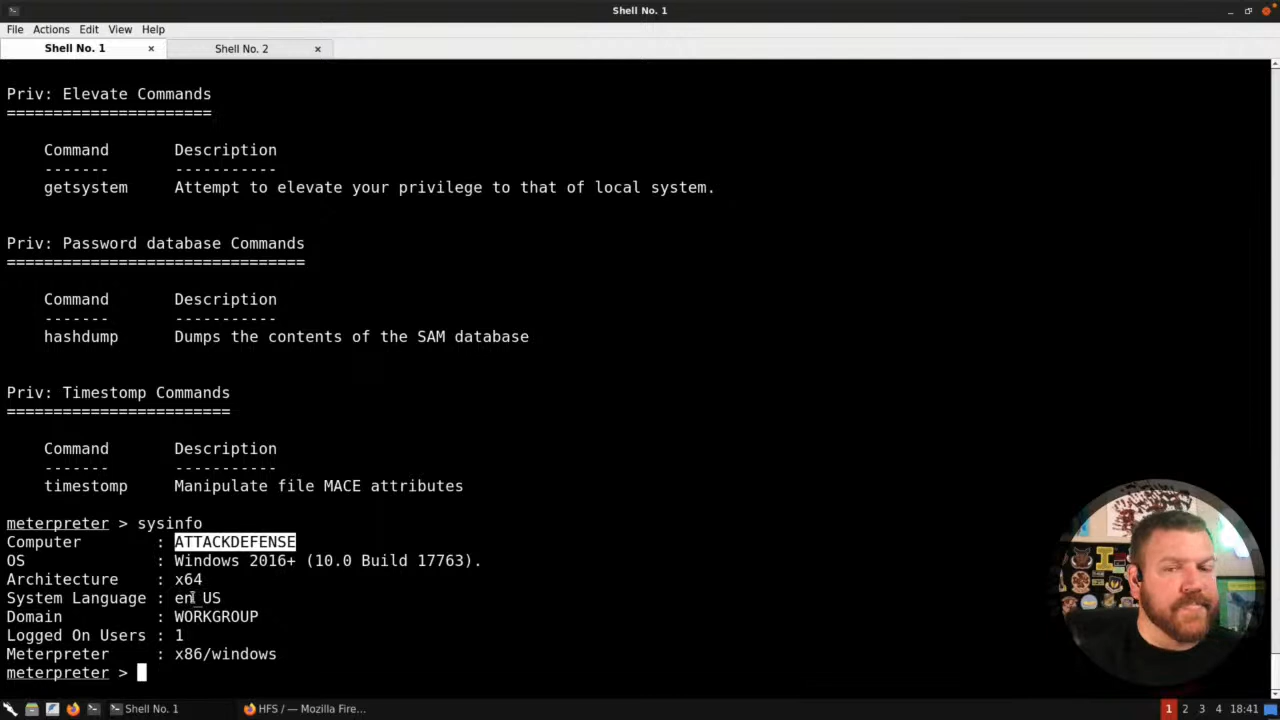 Shell No. 1
File Actions Edit View Help
Shell No. 1 Shell No. 2
Priv: Elevate Commands
======================
Command Description
------- -----------
getsystem Attempt to elevate your privilege to that of local system.
Priv: Password database Commands
================================
Command Description
------- -----------
hashdump Dumps the contents of the SAM database
Priv: Timestomp Commands
========================
Command Description
------- -----------
timestomp Manipulate file MACE attributes
meterpreter > sysinfo
Computer : ATTACKDEFENSE
OS : Windows 2016+ (10.0 Build 17763).
Architecture : x64
System Language : en_US
Domain : WORKGROUP
Logged On Users : 1
Meterpreter : x86/windows
meterpreter >
Shell No. 1 HFS / — Mozilla Fire... 1 2 3 4 18:41